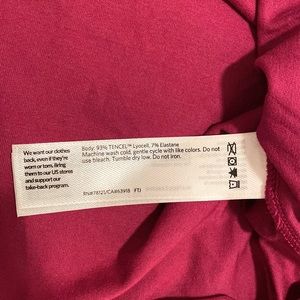 We want our clothes
back, even if they're
worn or torn. Bring
them to our US stores
and support our
take-back program.
Body: 93% TENCEL™ Lyocell, 7% Elastane
Machine wash cold, gentle cycle with like colors. Do not
use bleach. Tumble dry low. Do not iron.